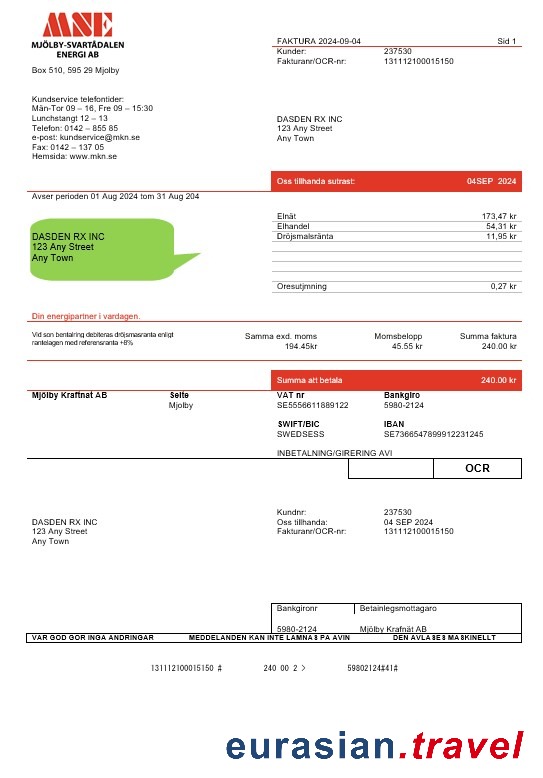 MSE
MJÖLBY-SVARTÅDALEN
ENERGI AB
Box 510, 595 29 Mjolby
FAKTURA 2024-09-04 Sid 1
Kunder: 237530
Fakturanr/OCR-nr: 131112100015150
Kundservice telefontider:
Män-Tor 09 – 16, Fre 09 – 15:30
Lunchstangt 12 – 13
Telefon: 0142 – 855 85
e-post: kundservice@mkn.se
Fax: 0142 – 137 05
Hemsida: www.mkn.se
DASDEN RX INC
123 Any Street
Any Town
Oss tillhanda sutrast: 04SEP 2024
Avser perioden 01 Aug 2024 tom 31 Aug 204
DASDEN RX INC
123 Any Street
Any Town
Elnät 173,47 kr
Elhandel 54,31 kr
Dröjsmalsränta 11,95 kr
Oresutjmning 0,27 kr
Din energipartner i vardagen.
Vid son bentalring debiteras dröjsmasranta enligt
rantelagen med referensranta +8%
Samma exd. moms Momsbelopp Summa faktura
194.45kr 45.55 kr 240.00 kr
Summa att betala 240.00 kr
Mjölby Kraftnat AB Seite VAT nr Bankgiro
Mjolby SE5556611889122 5980-2124
SWIFT/BIC IBAN
SWEDSESS SE7366547899912231245
INBETALNING/GIRERING AVI
OCR
DASDEN RX INC
123 Any Street
Any Town
Kundnr: 237530
Oss tillhanda: 04 SEP 2024
Fakturanr/OCR-nr: 131112100015150
Bankgironr Betainlegsmottagaro
5980-2124 Mjölby Krafnät AB
VAR GOD GOR INGA ANDRINGAR MEDDELANDEN KAN INTE LAMNAS PA AVIN DEN AVLASES MASKINELLT
131112100015150 # 240 00 2 > 59802124#41#
eurasian.travel